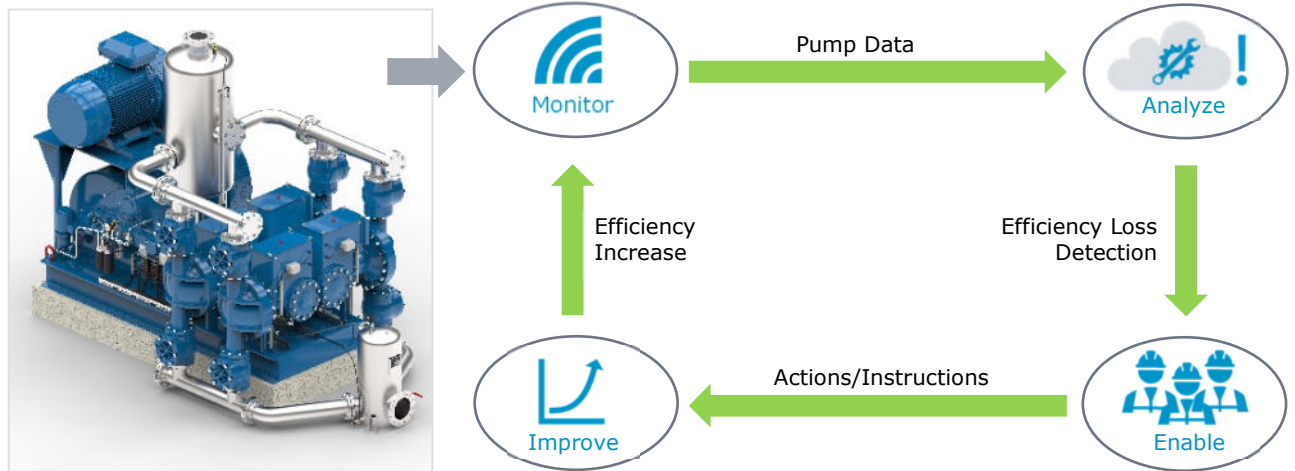 Pump Data
Monitor
Analyze
Efficiency
Increase
Efficiency Loss
Detection
Actions/Instructions
Improve
Enable